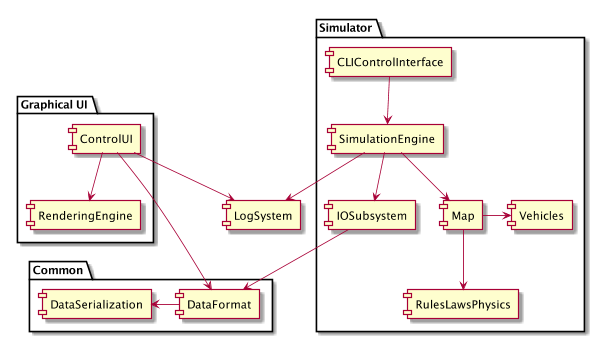 Simulator
CLIControlInterface
Graphical UI
ControlUI
SimulationEngine
RenderingEngine
LogSystem
IOSubsystem
Map
Vehicles
Common
DataSerialization
DataFormat
RulesLawsPhysics